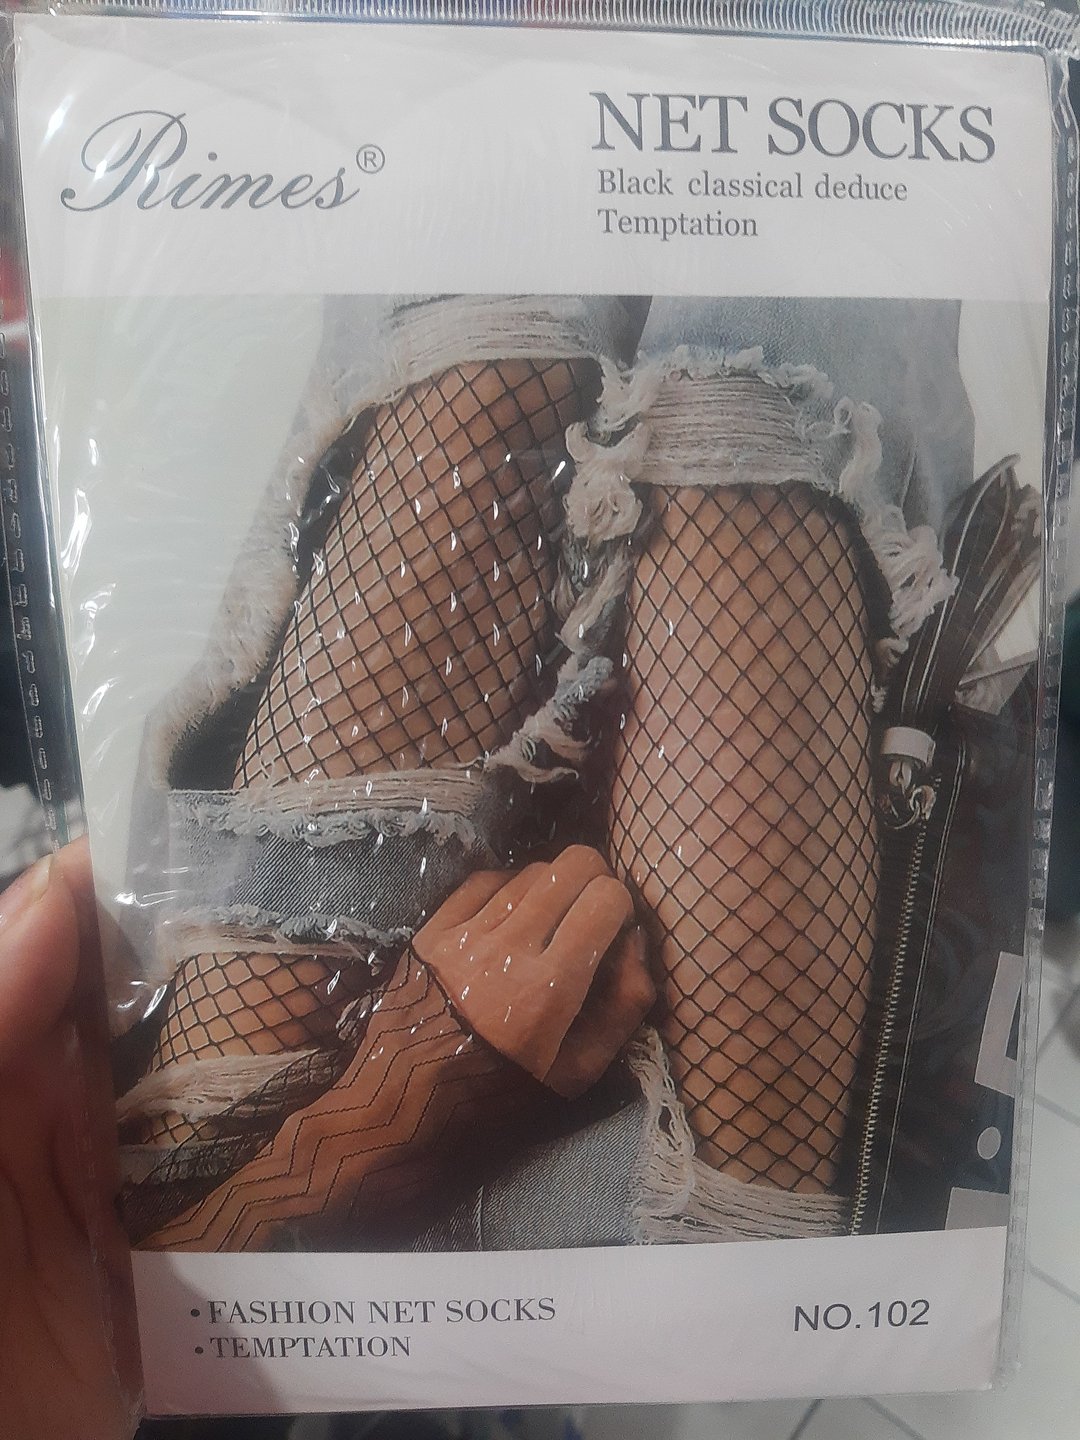 Rimes®
NET SOCKS
Black classical deduce
Temptation
• FASHION NET SOCKS
• TEMPTATION
NO.102